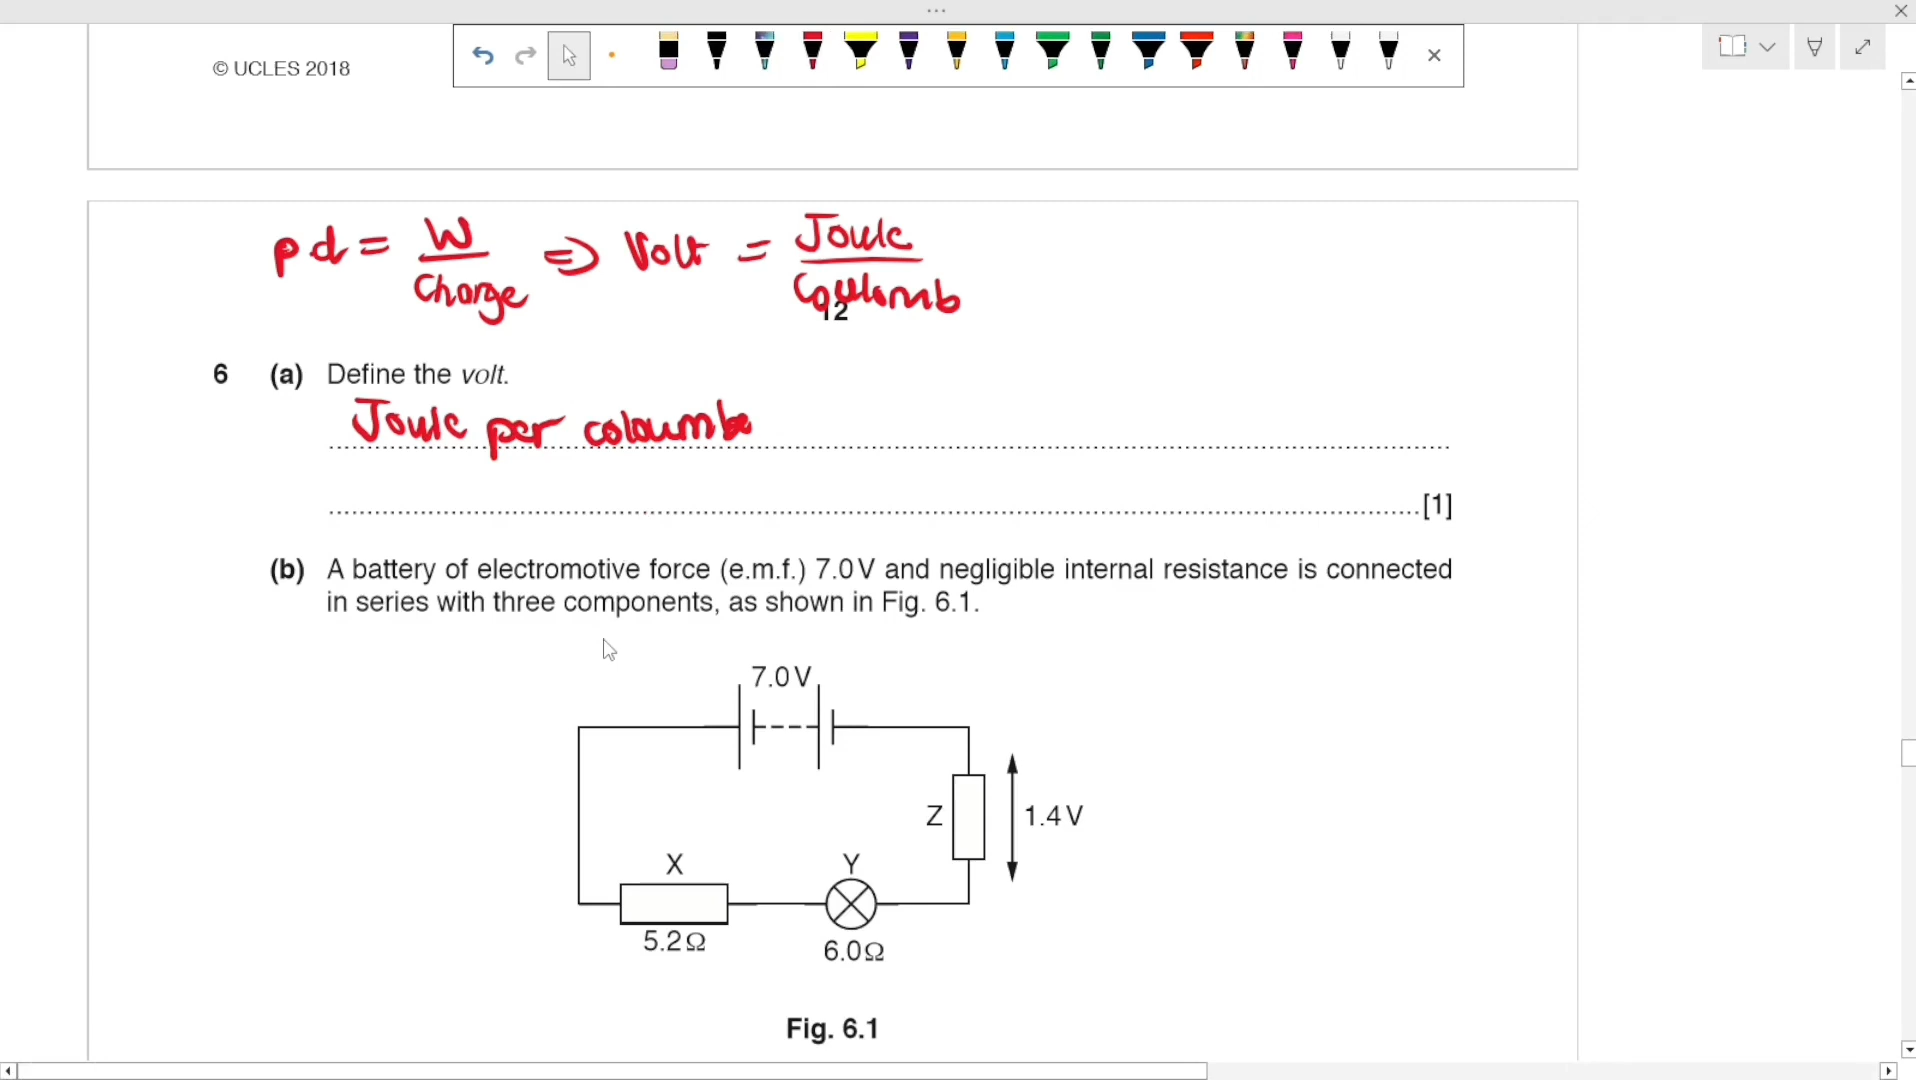 © UCLES 2018
pd = W / Charge ⇒ Volt = Joule / Coulomb
12
6 (a) Define the volt.
Joule per coloumb
[1]
(b) A battery of electromotive force (e.m.f.) 7.0V and negligible internal resistance is connected
in series with three components, as shown in Fig. 6.1.
7.0V
Z 1.4V
X Y
5.2Ω 6.0Ω
Fig. 6.1